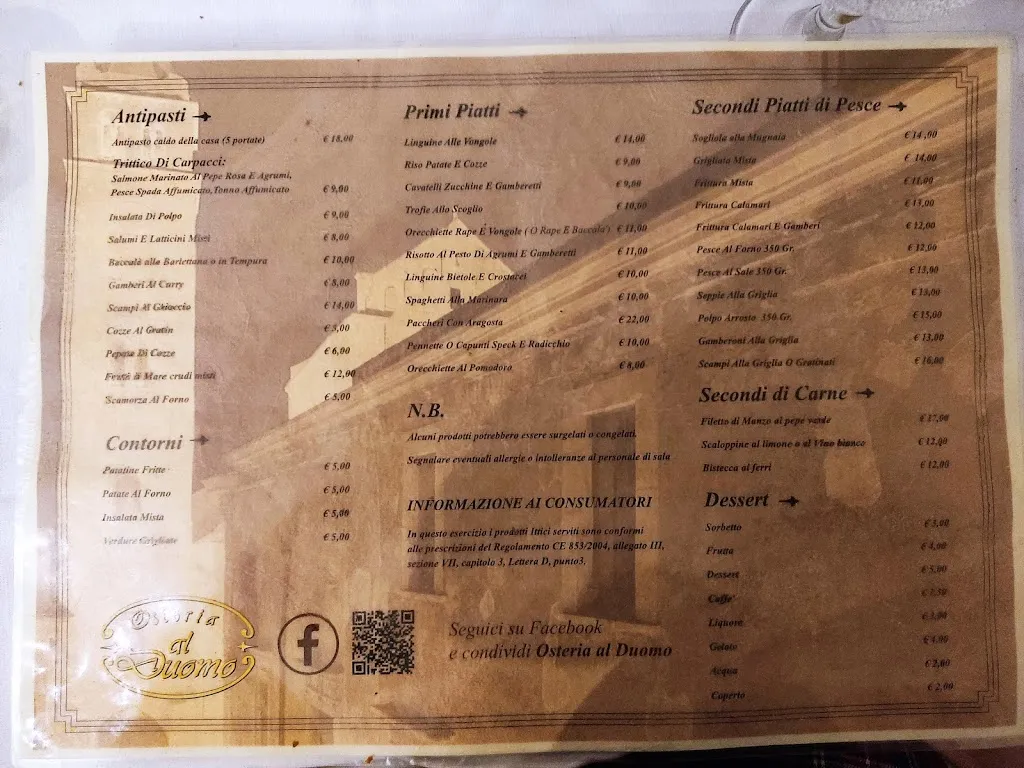 Antipasti
Antipasto caldo della casa (5 portate) € 18,00
Trittico Di Carpacci:
Salmone Marinato Al Pepe Rosa E Agrumi,
Pesce Spada Affumicato, Tonno Affumicato € 9,00
Insalata Di Polpo € 9,00
Salumi E Latticini Misti € 8,00
Baccalà alla Barlettana o in Tempura € 10,00
Gamberi Al Curry € 8,00
Scampi Al Ghiaccio € 14,00
Cozze Al Gratin
Pepata Di Cozze € 6,00
Frutti di Mare crudi misti € 12,00
Scamorza Al Forno € 5,00
Contorni
Patatine Fritte € 5,00
Patate Al Forno € 5,00
Insalata Mista € 5,00
Verdure Grigliate € 5,00
Osteria
al
Duomo
Primi Piatti
Linguine Alle Vongole € 14,00
Riso Patate E Cozze € 9,00
Cavatelli Zucchine E Gamberetti € 9,00
Trofie Allo Scoglio € 10,00
Orecchiette Rape E Vongole ( O Rape E Baccala') € 11,00
Risotto Al Pesto Di Agrumi E Gamberetti € 11,00
Linguine Bietole E Crostacei € 10,00
Spaghetti Alla Marinara € 10,00
Paccheri Con Aragosta € 22,00
Pennette O Capunti Speck E Radicchio € 10,00
Orecchiette Al Pomodoro € 8,00
N.B.
Alcuni prodotti potrebbero essere surgelati o congelati.
Segnalare eventuali allergie o intolleranze al personale di sala
INFORMAZIONE AI CONSUMATORI
In questo esercizio i prodotti Ittici serviti sono conformi
alle prescrizioni del Regolamento CE 853/2004, allegato III,
sezione VII, capitolo 3, Lettera D, punto3.
f
Seguici su Facebook
e condividi Osteria al Duomo
Secondi Piatti di Pesce
Sogliola alla Mugnaia € 14 ,00
Grigliata Mista € 14,00
Frittura Mista € 11,00
Frittura Calamari € 13,00
Frittura Calamari E Gamberi € 12,00
Pesce Al Forno 350 Gr. € 12,00
Pesce Al Sale 350 Gr. € 13,00
Seppie Alla Griglia € 13,00
Polpo Arrosto 350 Gr. € 15,00
Gamberoni Alla Griglia € 13,00
Scampi Alla Griglia O Gratinati € 16,00
Secondi di Carne
Filetto di Manzo al pepe verde € 17,00
Scaloppine al limone o al Vino bianco € 12,00
Bistecca ai ferri € 12,00
Dessert
Sorbetto € 3,00
Frutta € 4,00
Dessert € 5,00
Caffe'
Liquore € 3,00
Gelato € 4,00
Acqua € 2,00
Coperto € 2,00